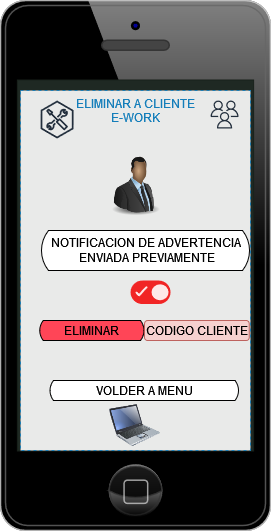 ELIMINAR A CLIENTE
E-WORK
NOTIFICACION DE ADVERTENCIA
ENVIADA PREVIAMENTE
ELIMINAR
CODIGO CLIENTE
VOLDER A MENU